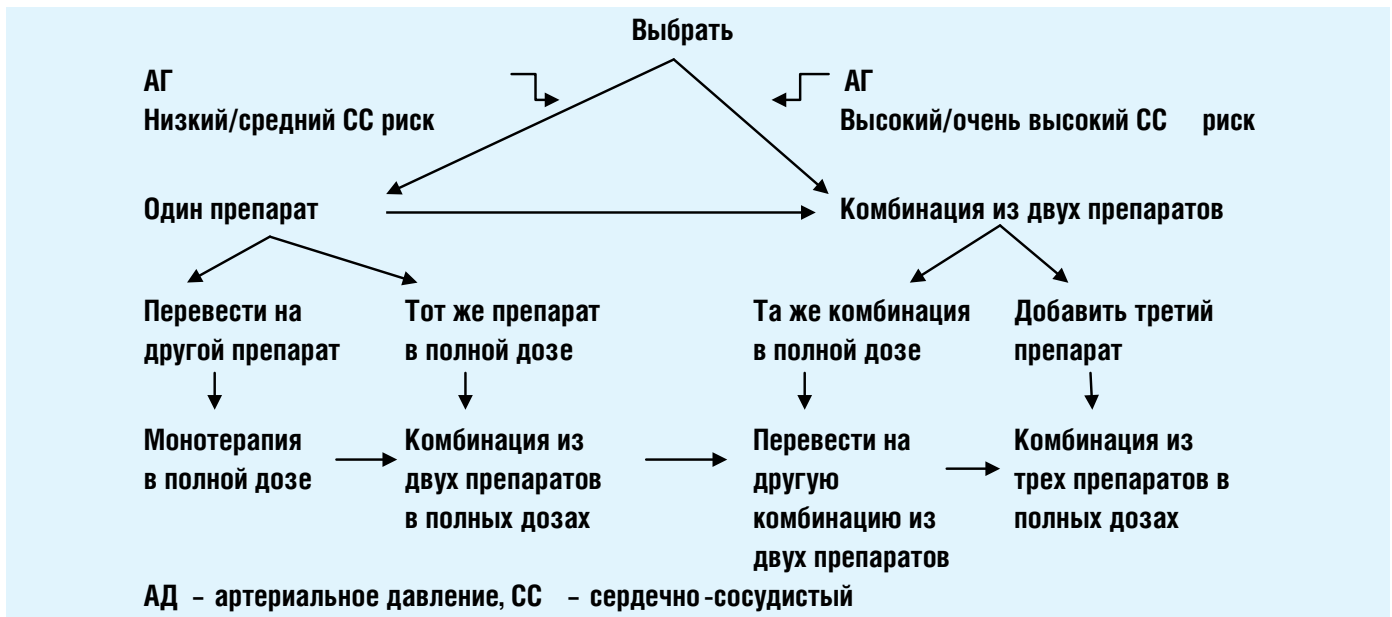 Выбрать
АГ
Низкий/средний СС риск
АГ
Высокий/очень высокий СС риск
Один препарат
Комбинация из двух препаратов
Перевести на
другой препарат
Тот же препарат
в полной дозе
Та же комбинация
в полной дозе
Добавить третий
препарат
Монотерапия
в полной дозе
Комбинация из
двух препаратов
в полных дозах
Перевести на
другую
комбинацию из
двух препаратов
Комбинация из
трех препаратов в
полных дозах
АД – артериальное давление, СС – сердечно-сосудистый